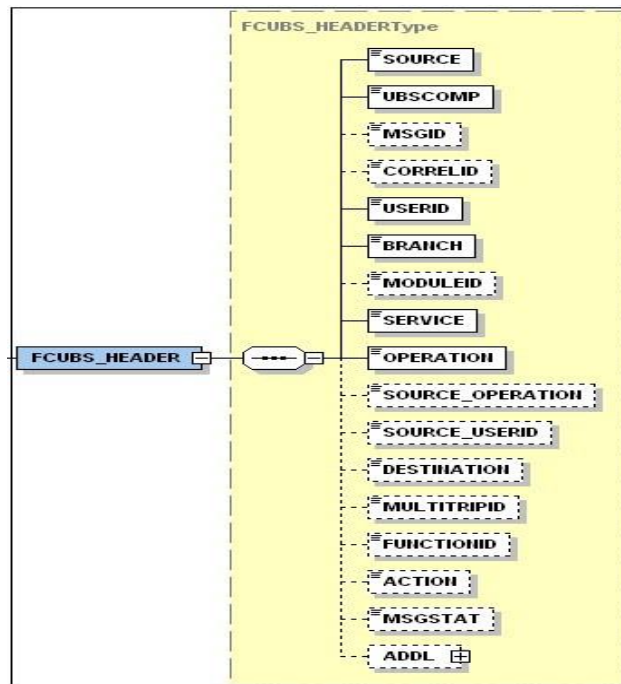 FCUBS_HEADERType
SOURCE
UBSCOMP
MSGID
CORRELID
USERID
BRANCH
MODULEID
SERVICE
FCUBS_HEADER
OPERATION
SOURCE_OPERATION
SOURCE_USERID
DESTINATION
MULTITRIPID
FUNCTIONID
ACTION
MSGSTAT
ADDL